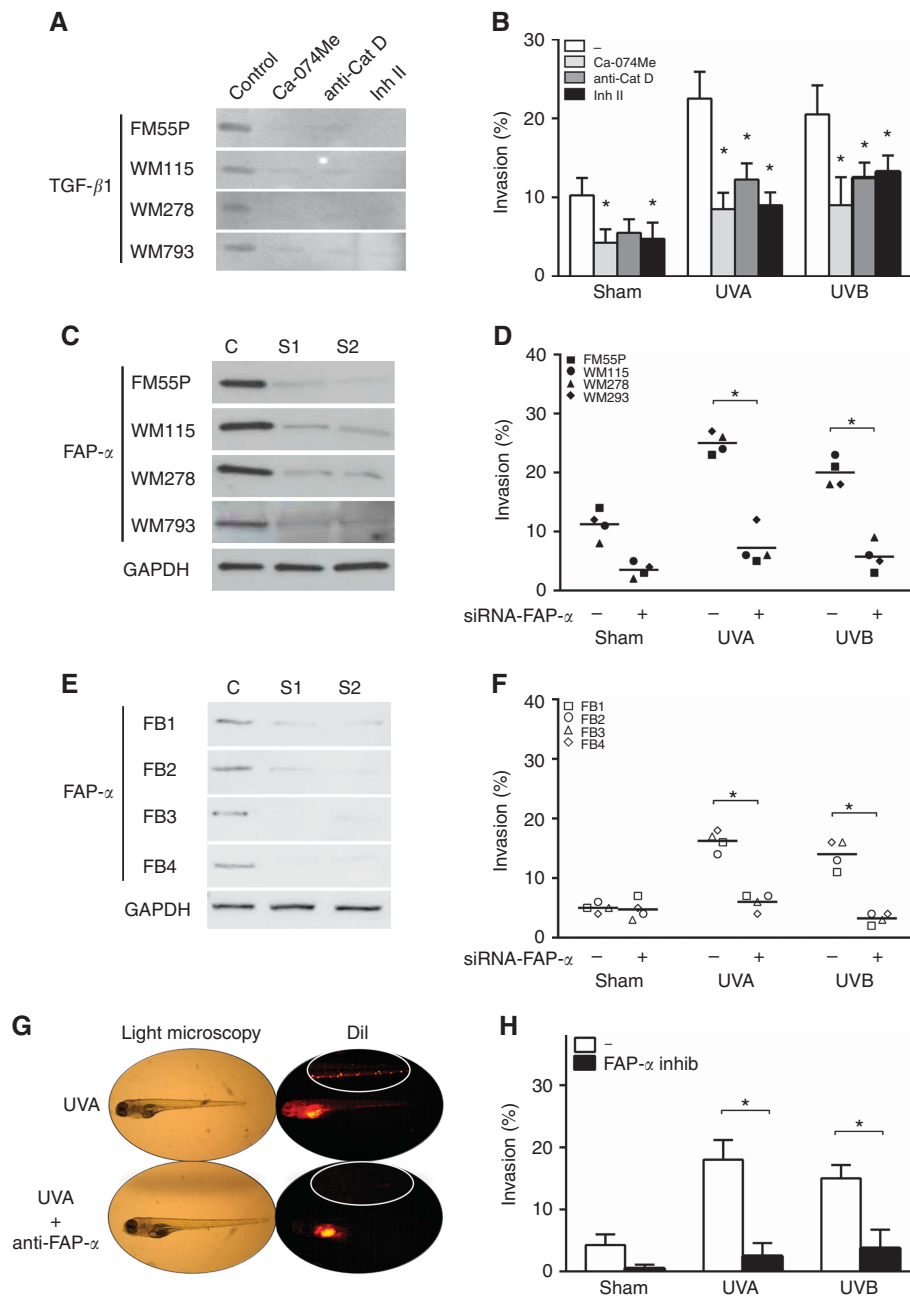 A
Control
Ca-074Me
anti-Cat D
Inh II
TGF-β1
FM55P
WM115
WM278
WM793
B
30
20
10
0
Invasion (%)
–
Ca-074Me
anti-Cat D
Inh II
* * * * * * * *
Sham UVA UVB
C
C S1 S2
FAP-α
FM55P
WM115
WM278
WM793
GAPDH
D
40
30
20
10
0
Invasion (%)
FM55P
WM115
WM278
WM293
* *
siRNA-FAP-α – + – + – +
Sham UVA UVB
E
C S1 S2
FAP-α
FB1
FB2
FB3
FB4
GAPDH
F
40
30
20
10
0
Invasion (%)
FB1
FB2
FB3
FB4
* *
siRNA-FAP-α – + – + – +
Sham UVA UVB
G
Light microscopy DiI
UVA
UVA
+
anti-FAP-α
H
30
20
10
0
Invasion (%)
–
FAP-α inhib
* *
Sham UVA UVB